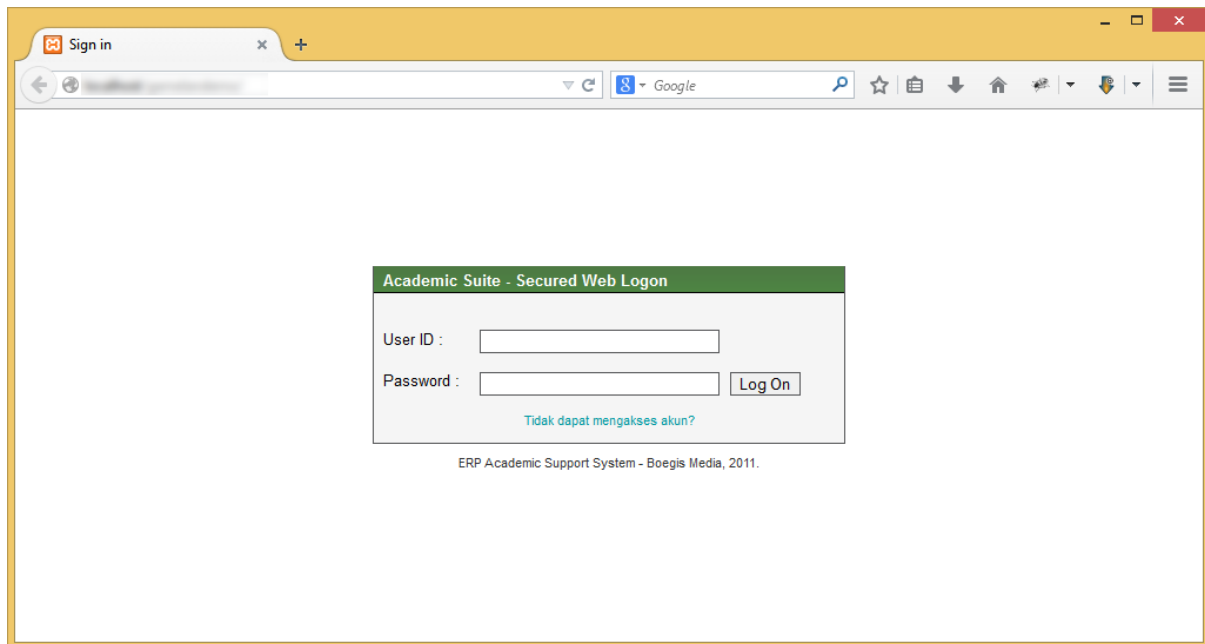 Sign in
Google
Academic Suite - Secured Web Logon
User ID :
Password :
Log On
Tidak dapat mengakses akun?
ERP Academic Support System - Boegis Media, 2011.